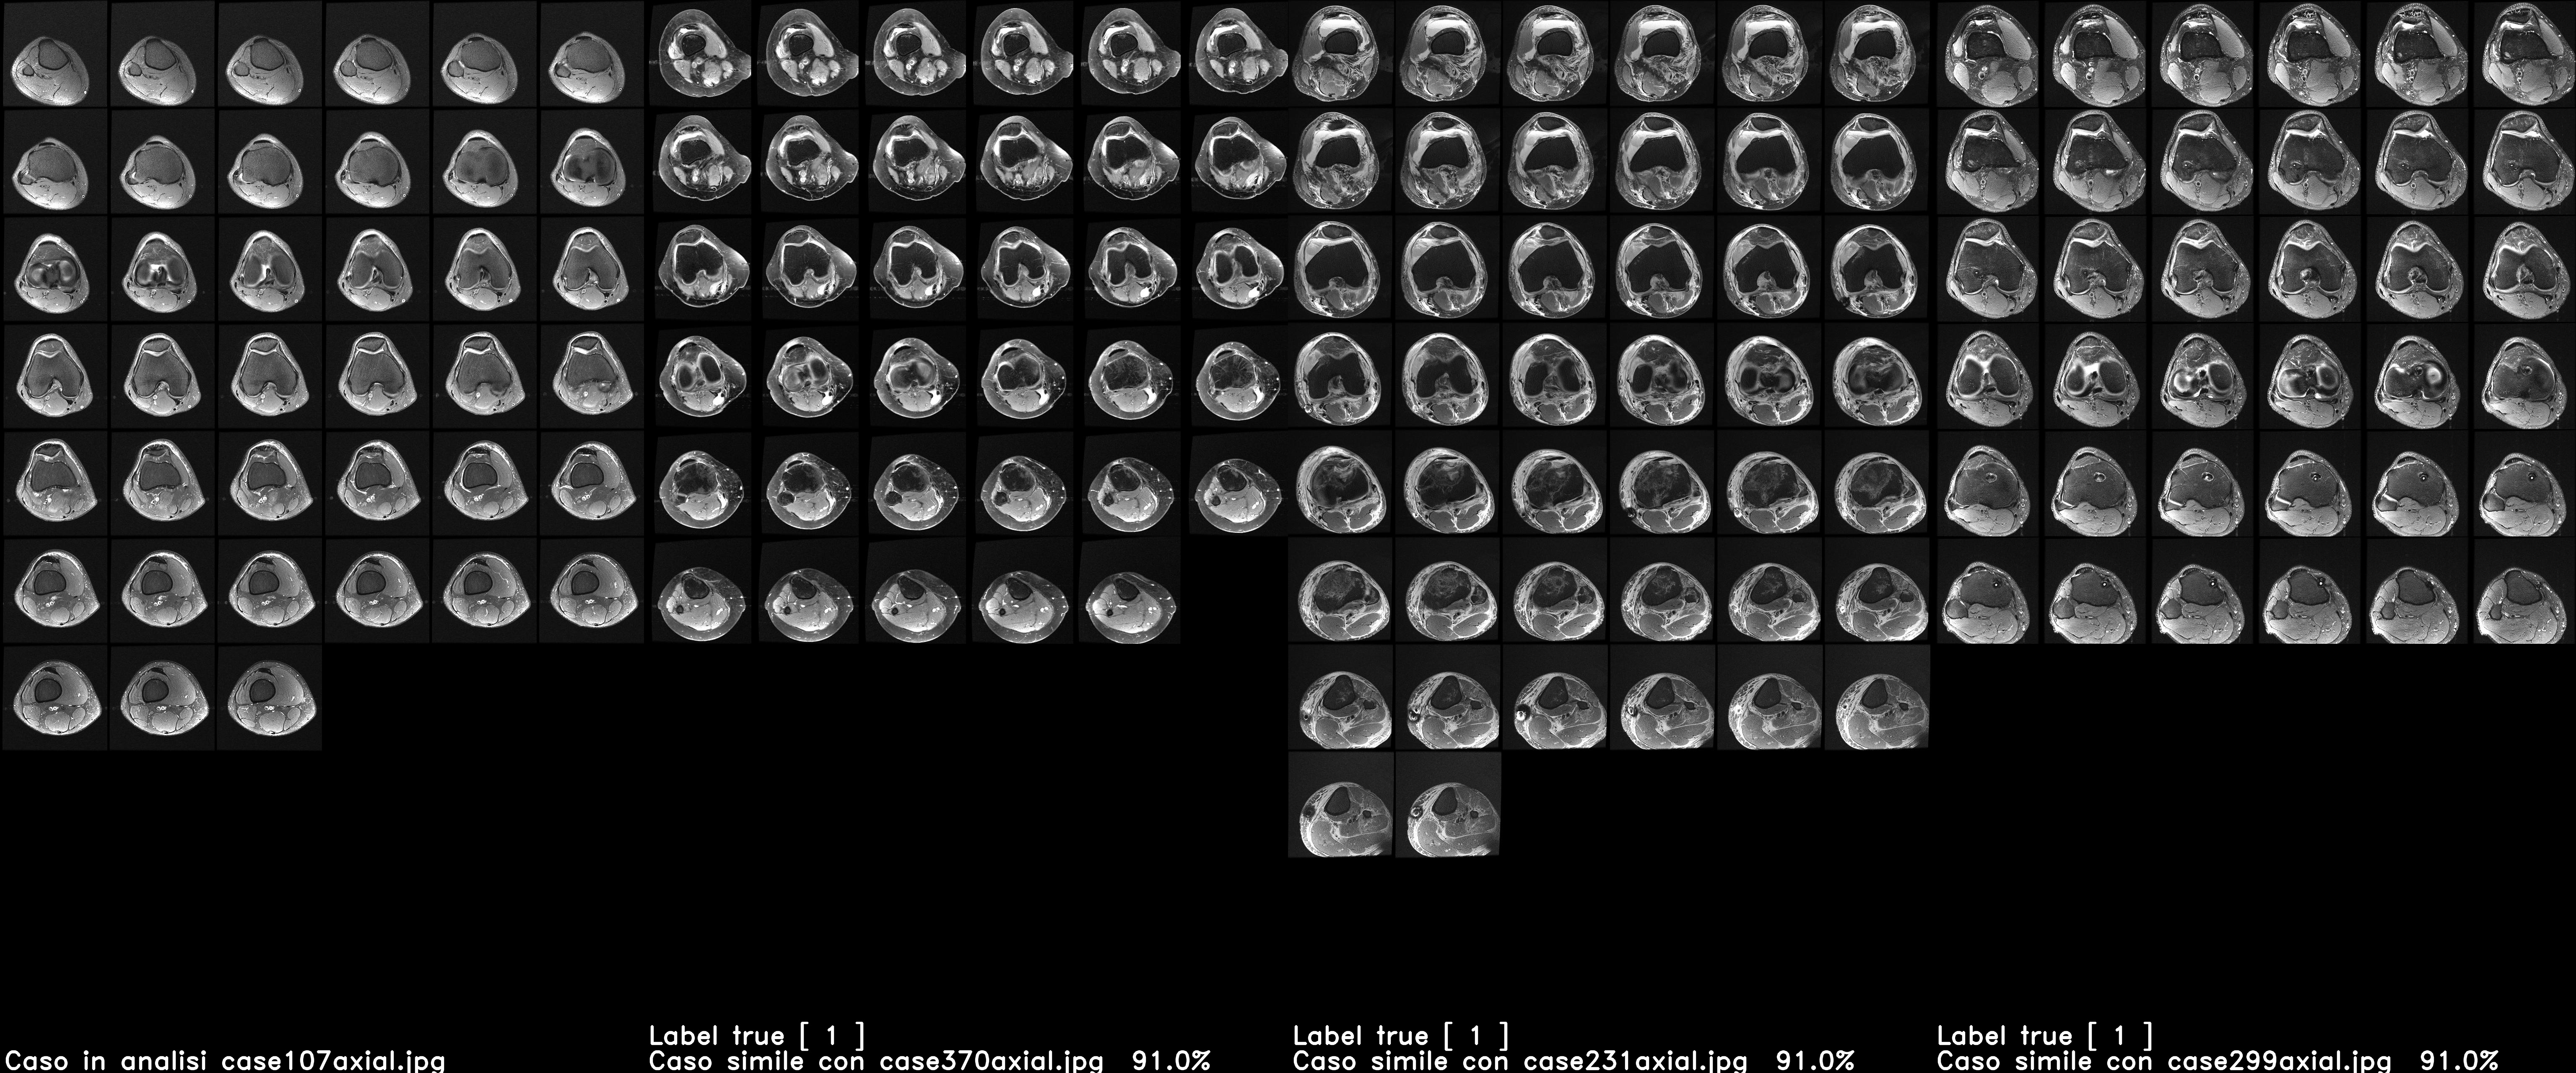 Caso in analisi case107axial.jpg
Label true [ 1 ]
Caso simile con case370axial.jpg 91.0%
Label true [ 1 ]
Caso simile con case231axial.jpg 91.0%
Label true [ 1 ]
Caso simile con case299axial.jpg 91.0%